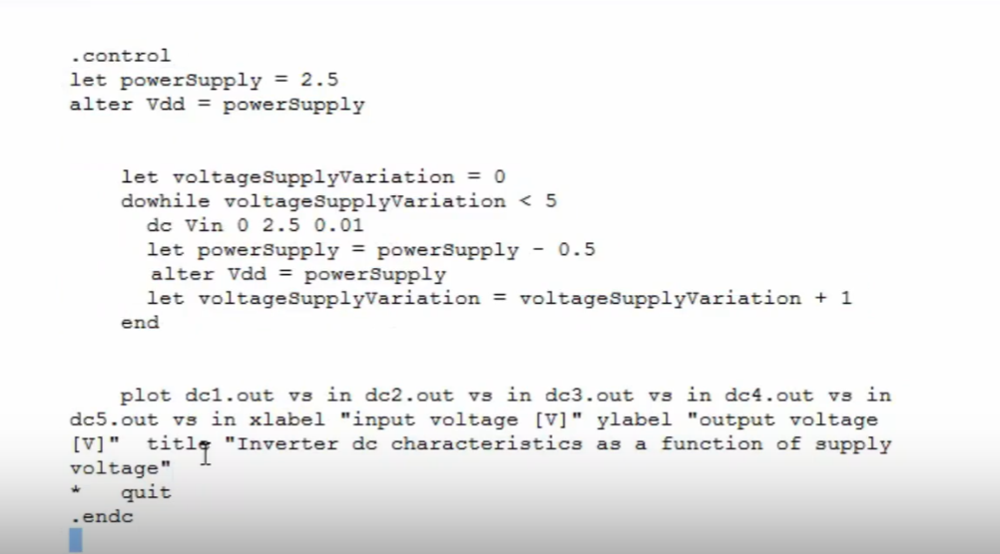 .control
let powerSupply = 2.5
alter Vdd = powerSupply
let voltageSupplyVariation = 0
dowhile voltageSupplyVariation < 5
dc Vin 0 2.5 0.01
let powerSupply = powerSupply - 0.5
alter Vdd = powerSupply
let voltageSupplyVariation = voltageSupplyVariation + 1
end
plot dc1.out vs in dc2.out vs in dc3.out vs in dc4.out vs in
dc5.out vs in xlabel "input voltage [V]" ylabel "output voltage
[V]" title "Inverter dc characteristics as a function of supply
voltage"
* quit
.endc